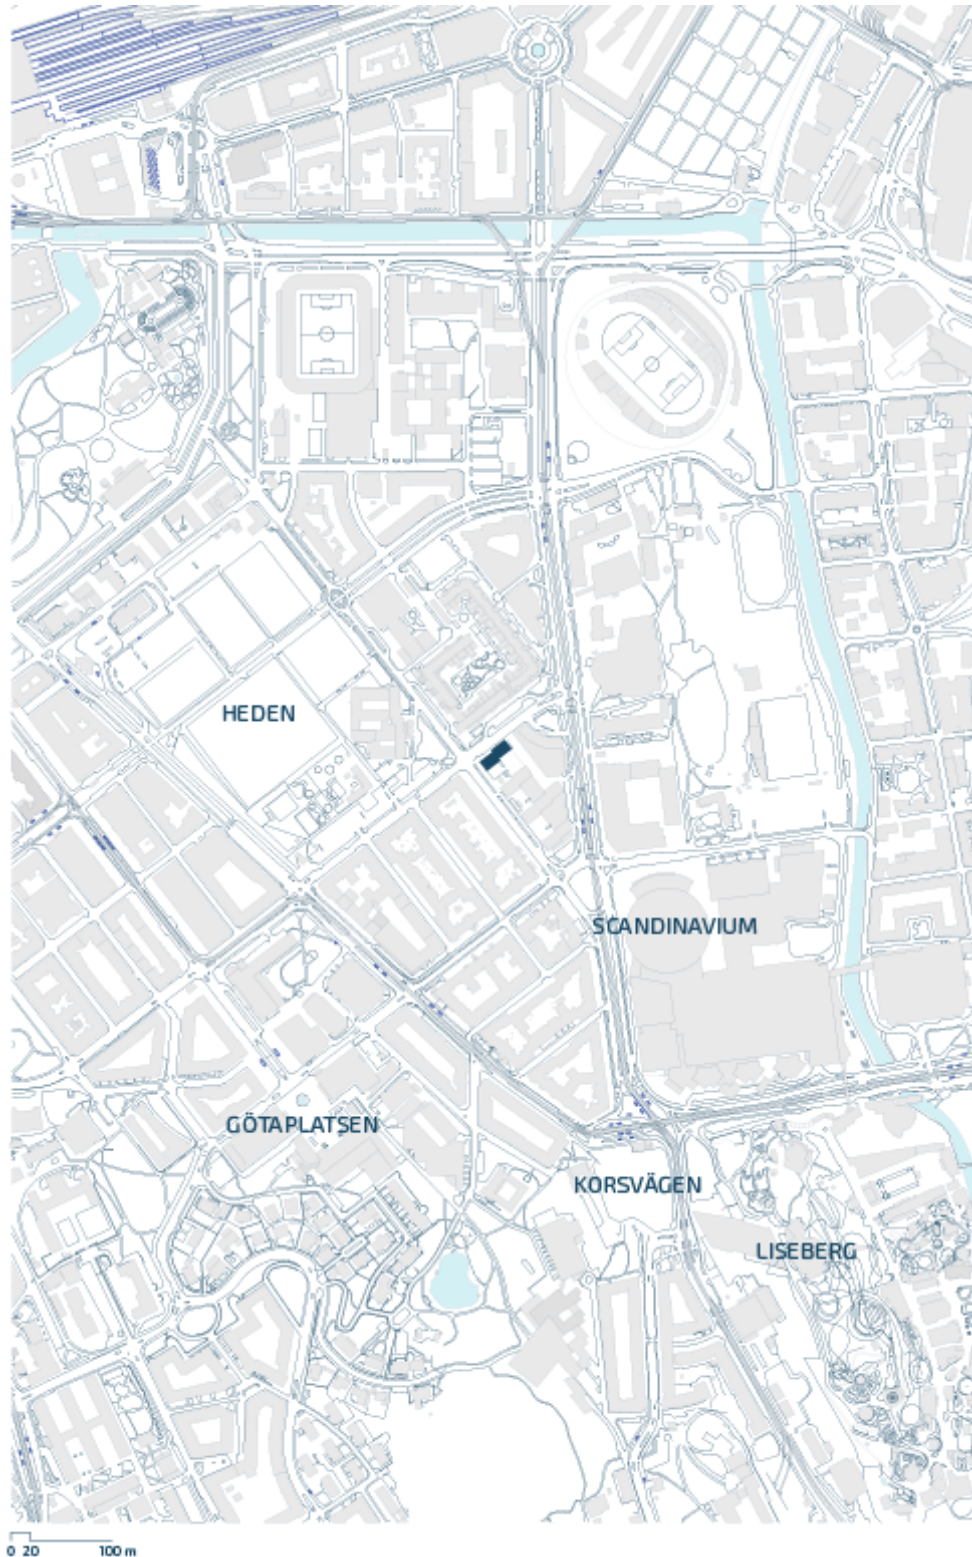 HEDEN
SCANDINAVIUM
GÖTAPLATSEN
KORSVÄGEN
LISEBERG
0 20 100 m